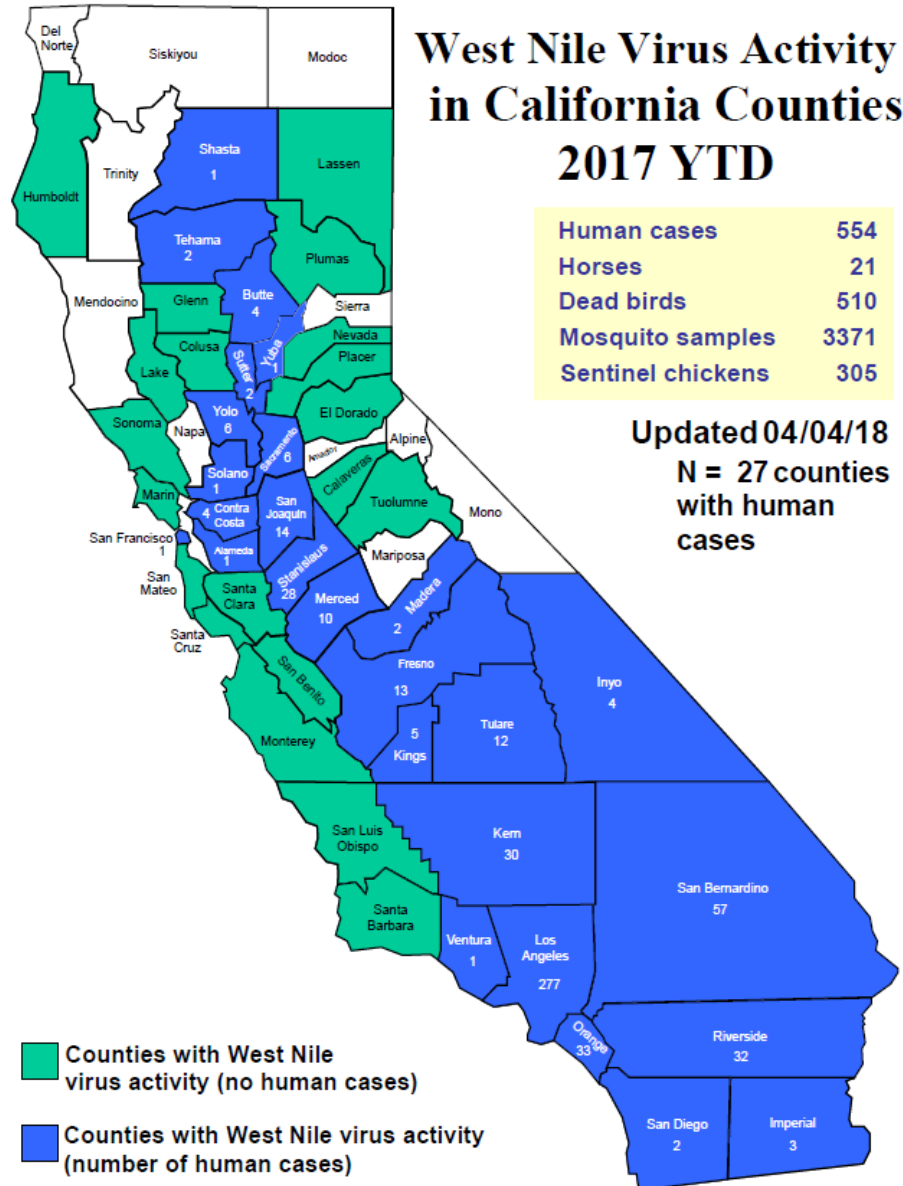 West Nile Virus Activity
in California Counties
2017 YTD
Human cases 554
Horses 21
Dead birds 510
Mosquito samples 3371
Sentinel chickens 305
Updated 04/04/18
N = 27 counties
with human
cases
Del
Norte
Siskiyou
Modoc
Humboldt
Trinity
Shasta
1
Lassen
Tehama
2
Plumas
Mendocino
Glenn
Butte
4
Sierra
Lake
Colusa
Sutter
2
Yuba
1
Nevada
Placer
Sonoma
Napa
Yolo
6
Sacramento
6
El Dorado
Amador
Alpine
Marin
Solano
1
Calaveras
Tuolumne
Mono
4 Contra
Costa
San
Joaquin
14
San Francisco
1
Alameda
1
Stanislaus
28
Mariposa
San
Mateo
Santa
Clara
Merced
10
Madera
2
Santa
Cruz
San Benito
Fresno
13
Inyo
4
Monterey
5
Kings
Tulare
12
San Luis
Obispo
Kern
30
San Bernardino
57
Santa
Barbara
Ventura
1
Los
Angeles
277
Orange
33
Riverside
32
San Diego
2
Imperial
3
Counties with West Nile
virus activity (no human cases)
Counties with West Nile virus activity
(number of human cases)